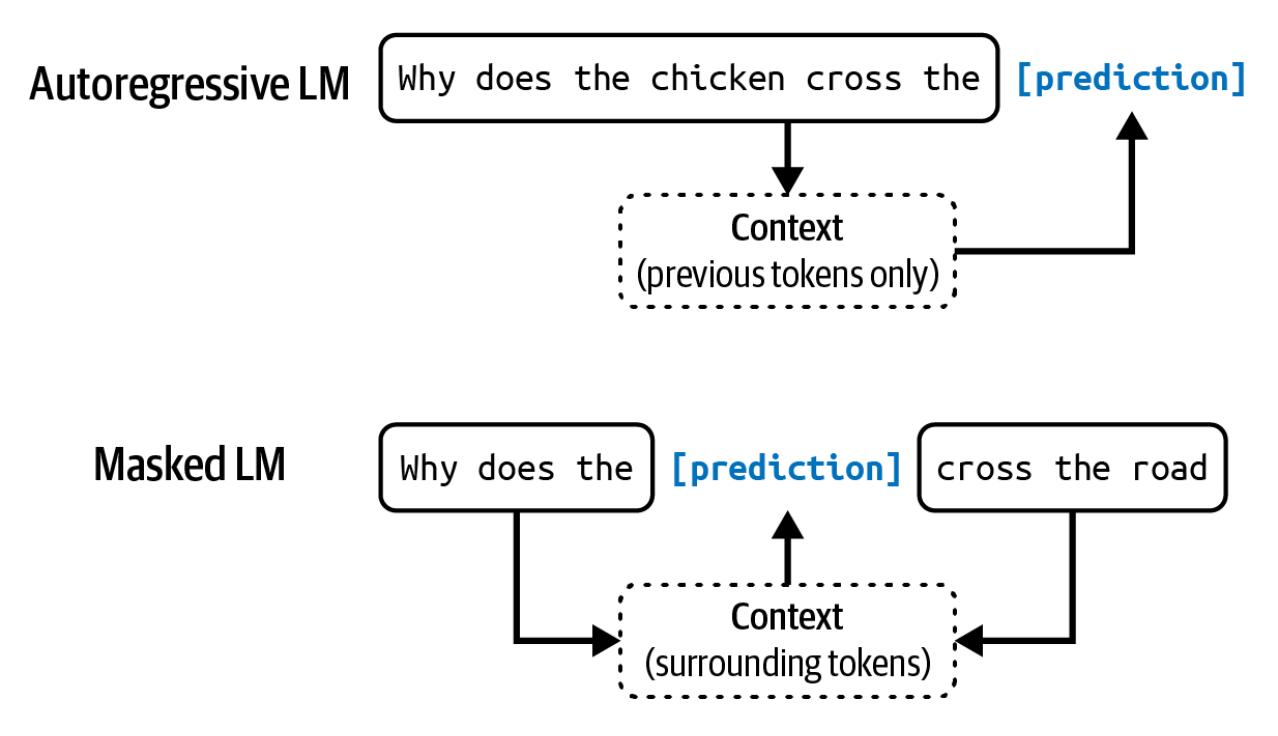 Autoregressive LM Why does the chicken cross the [prediction]
Context
(previous tokens only)
Masked LM Why does the [prediction] cross the road
Context
(surrounding tokens)